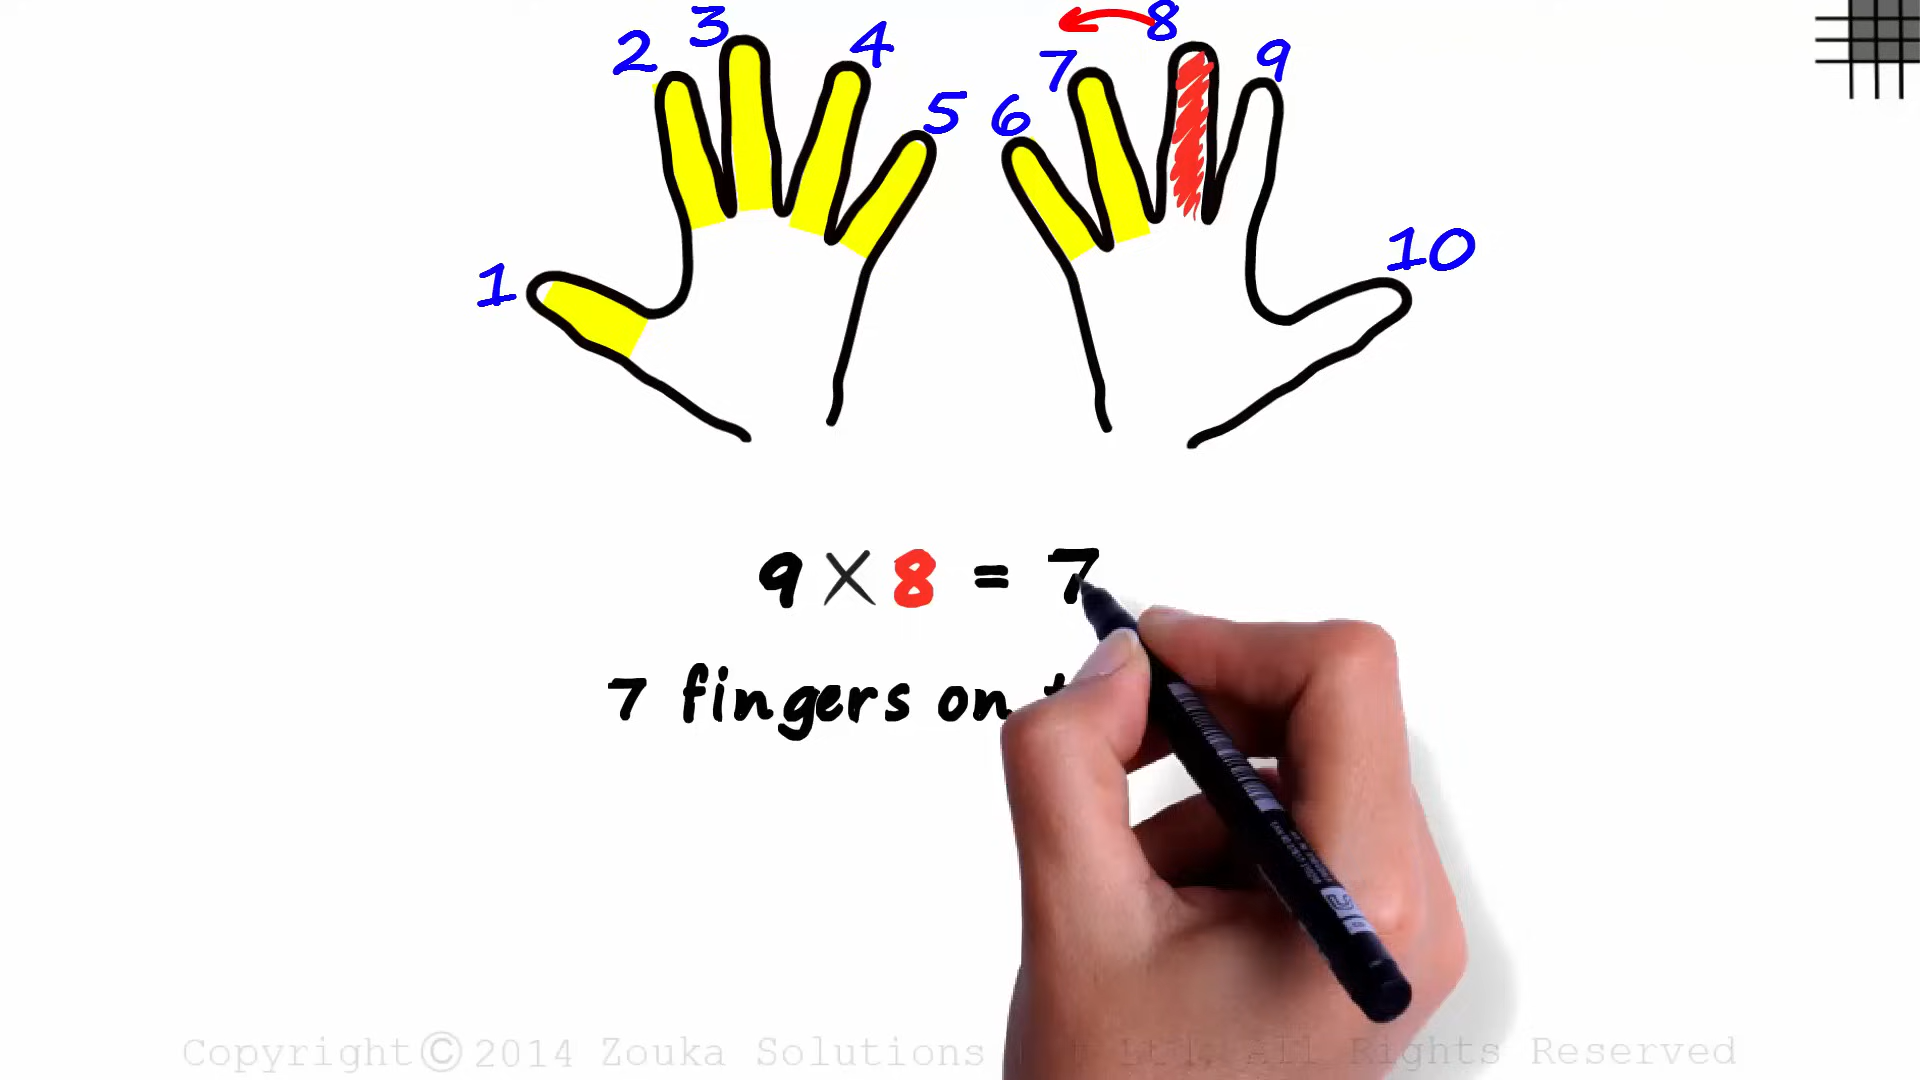 1 2 3 4 5 6 7 8 9 10
9 × 8 = 7
7 fingers on
Copyright © 2014 Zouka Solutions All Rights Reserved